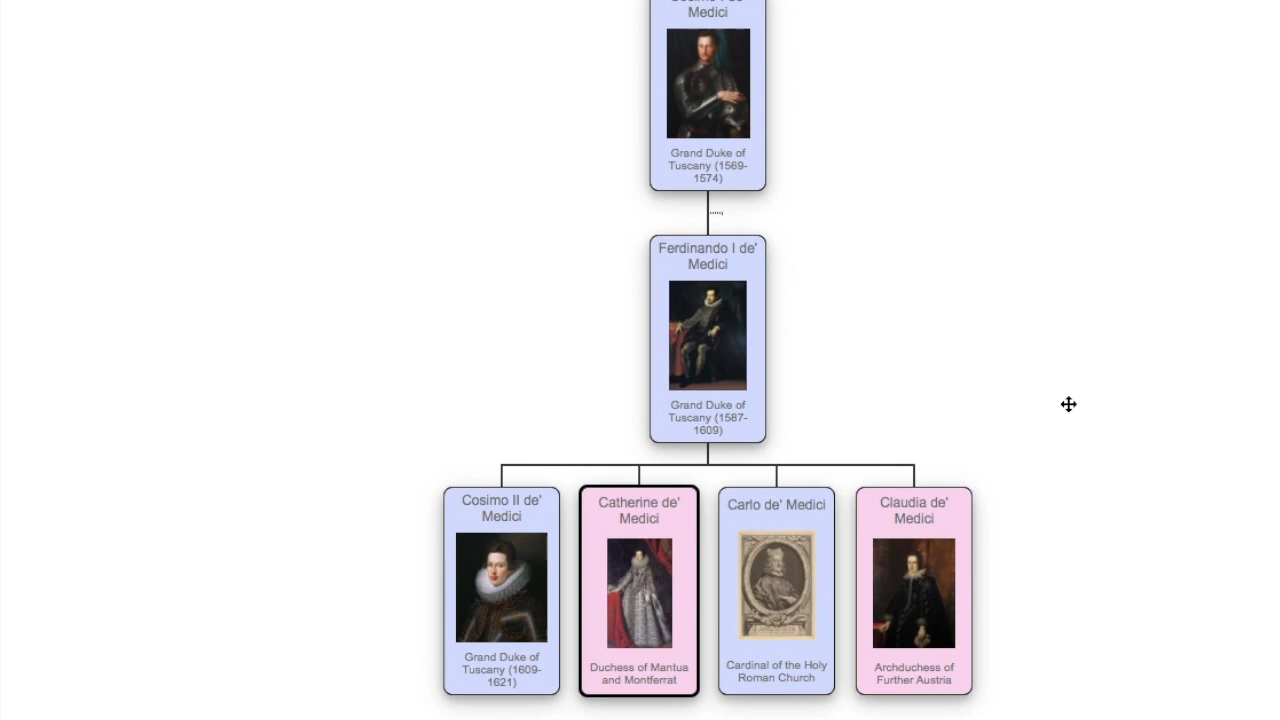 Medici
Grand Duke of
Tuscany (1569-
1574)
Ferdinando I de'
Medici
Grand Duke of
Tuscany (1587-
1609)
Cosimo II de'
Medici
Grand Duke of
Tuscany (1609-
1621)
Catherine de'
Medici
Duchess of Mantua
and Montferrat
Carlo de' Medici
Cardinal of the Holy
Roman Church
Claudia de'
Medici
Archduchess of
Further Austria